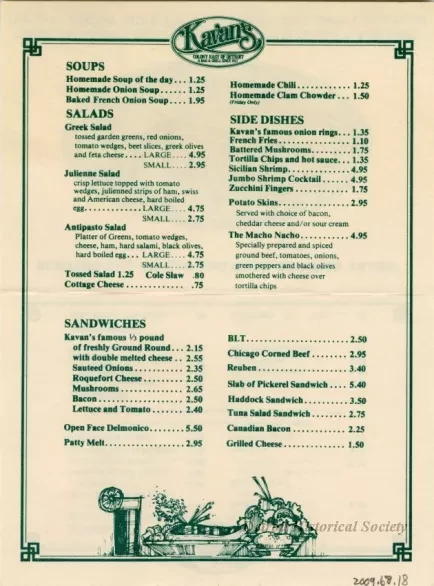 Kavan's
COLONY EAST OF DETROIT
SOUPS
Homemade Soup of the day... 1.25
Homemade Onion Soup...... 1.25
Baked French Onion Soup.... 1.95
SALADS
Greek Salad
tossed garden greens, red onions,
tomato wedges, beet slices, greek olives
and feta cheese.... LARGE.... 4.95
SMALL.... 2.95
Julienne Salad
crisp lettuce topped with tomato
wedges, julienned strips of ham, swiss
and American cheese, hard boiled
egg............ LARGE.... 4.75
SMALL.... 2.75
Antipasto Salad
Platter of Greens, tomato wedges,
cheese, ham, hard salami, black olives,
hard boiled egg... LARGE.... 4.75
SMALL.... 2.75
Tossed Salad 1.25 Cole Slaw .80
Cottage Cheese ............. .75
Homemade Chili............ 1.25
Homemade Clam Chowder... 1.50
(Friday Only)
SIDE DISHES
Kavan's famous onion rings... 1.35
French Fries................ 1.10
Battered Mushrooms......... 1.75
Tortilla Chips and hot sauce... 1.35
Sicilian Shrimp............. 4.95
Jumbo Shrimp Cocktail...... 4.95
Zucchini Fingers ........... 1.75
Potato Skins................ 2.95
Served with choice of bacon,
cheddar cheese and/or sour cream
The Macho Nacho........... 4.95
Specially prepared and spiced
ground beef, tomatoes, onions,
green peppers and black olives
smothered with cheese over
tortilla chips
SANDWICHES
Kavan's famous ⅓ pound
of freshly Ground Round... 2.15
with double melted cheese .. 2.55
Sauteed Onions............ 2.35
Roquefort Cheese.......... 2.50
Mushrooms............... 2.65
Bacon.................... 2.50
Lettuce and Tomato ....... 2.40
Open Face Delmonico....... 5.50
Patty Melt................. 2.95
BLT....................... 2.50
Chicago Corned Beef ........ 2.95
Reuben.................... 3.40
Slab of Pickerel Sandwich .... 5.40
Haddock Sandwich.......... 3.50
Tuna Salad Sandwich ....... 2.75
Canadian Bacon ............ 2.25
Grilled Cheese.............. 1.50
Historical Society
2009.68.18